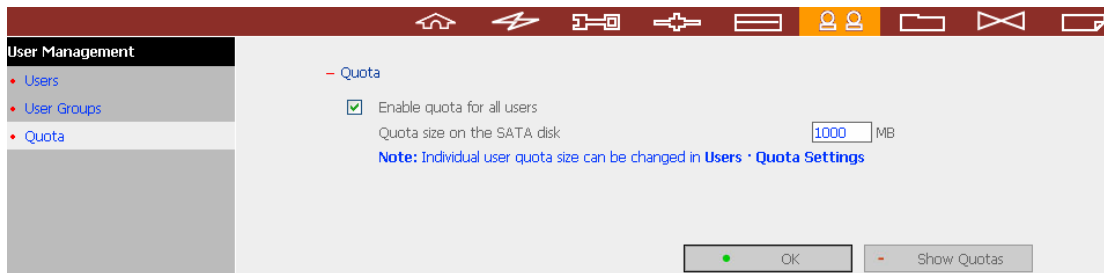 User Management
Users
User Groups
Quota
– Quota
Enable quota for all users
Quota size on the SATA disk 1000 MB
Note: Individual user quota size can be changed in Users · Quota Settings
OK
Show Quotas